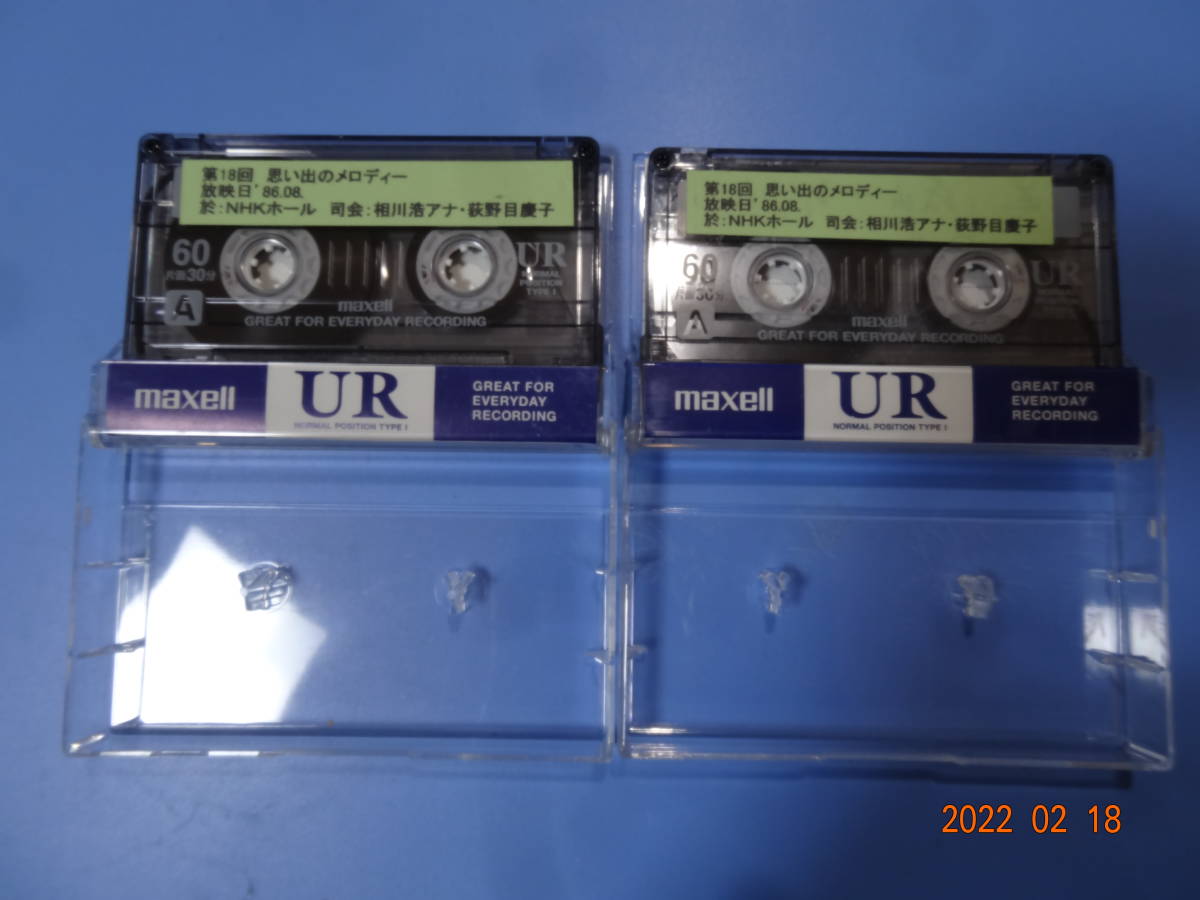 第18回 思い出のメロディー
放映日'86.08.
於:NHKホール 司会:相川浩アナ・荻野目慶子
60
片面30分
UR
NORMAL
POSITION
TYPE I
A
maxell
GREAT FOR EVERYDAY RECORDING
maxell
UR
NORMAL POSITION TYPE I
GREAT FOR
EVERYDAY
RECORDING
第18回 思い出のメロディー
放映日'86.08.
於:NHKホール 司会:相川浩アナ・荻野目慶子
60
片面30分
UR
A
maxell
GREAT FOR EVERYDAY RECORDING
maxell
UR
NORMAL POSITION TYPE I
GREAT FOR
EVERYDAY
RECORDING
2022 02 18